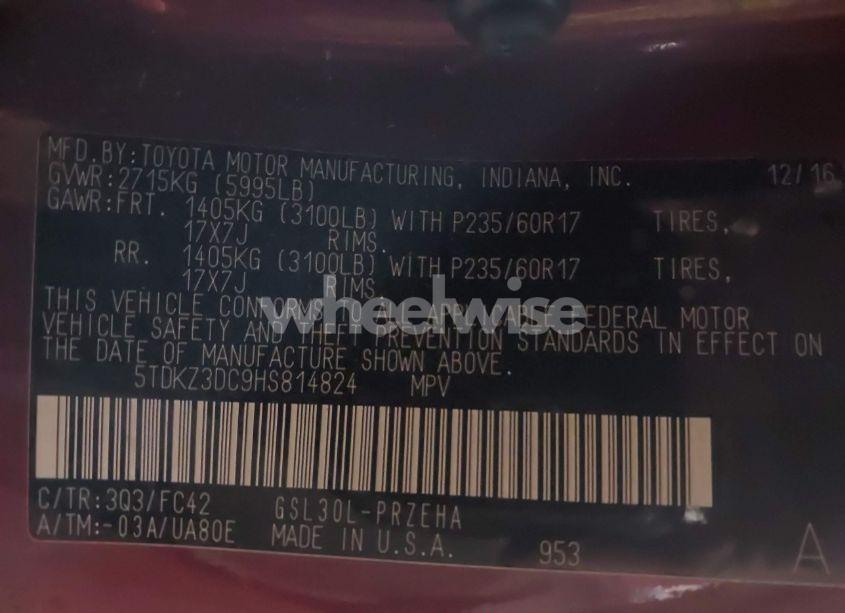 MFD.BY:TOYOTA MOTOR MANUFACTURING, INDIANA, INC. 12/16
GVWR:2715KG (5995LB)
GAWR:FRT. 1405KG (3100LB) WITH P235/60R17 TIRES,
17X7J RIMS.
RR. 1405KG (3100LB) WITH P235/60R17 TIRES,
17X7J RIMS.
THIS VEHICLE CONFORMS TO ALL APPLICABLE FEDERAL MOTOR
VEHICLE SAFETY AND THEFT PREVENTION STANDARDS IN EFFECT ON
THE DATE OF MANUFACTURE SHOWN ABOVE.
5TDKZ3DC9HS814824 MPV
C/TR:3Q3/FC42 GSL30L-PRZEHA
A/TM:-03A/UA80E MADE IN U.S.A. 953 A
wheelwise